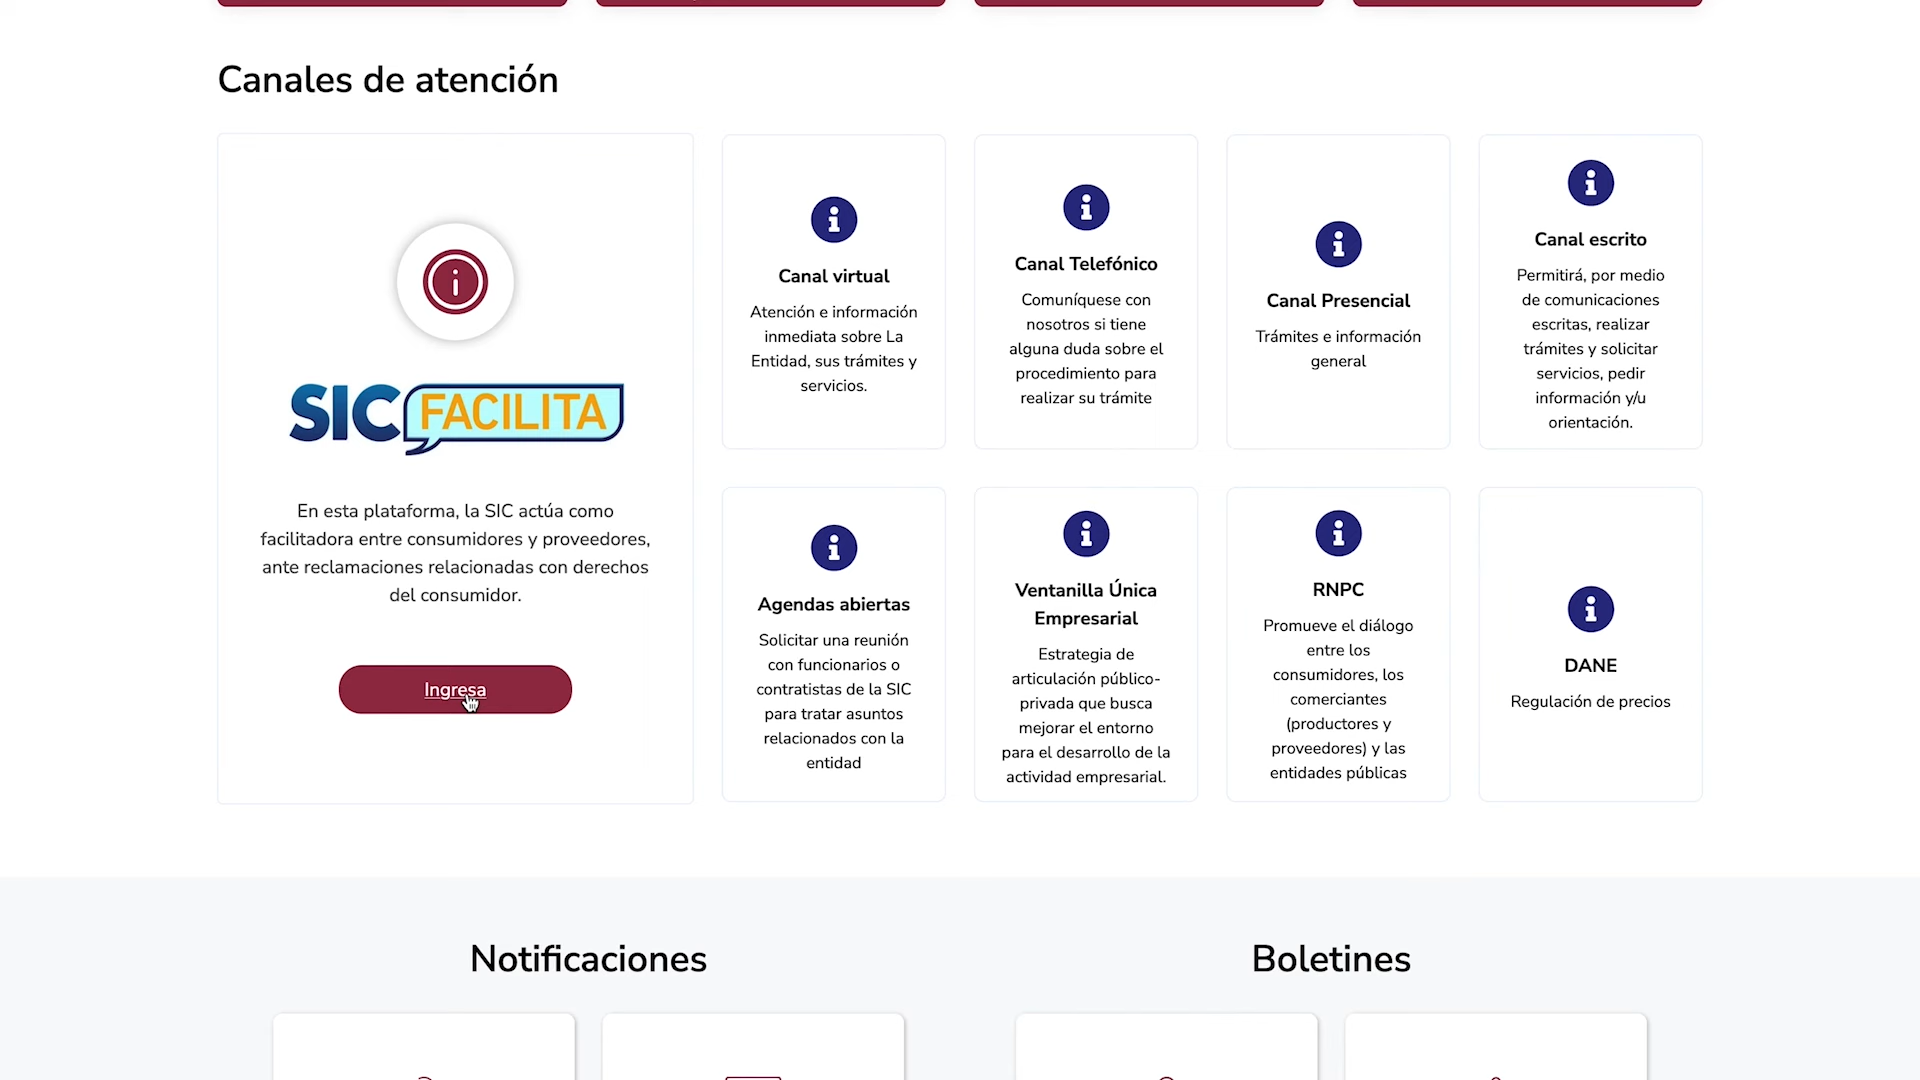 Canales de atención
SIC FACILITA
En esta plataforma, la SIC actúa como
facilitadora entre consumidores y proveedores,
ante reclamaciones relacionadas con derechos
del consumidor.
Ingresa
Canal virtual
Atención e información
inmediata sobre La
Entidad, sus trámites y
servicios.
Canal Telefónico
Comuníquese con
nosotros si tiene
alguna duda sobre el
procedimiento para
realizar su trámite
Canal Presencial
Trámites e información
general
Canal escrito
Permitirá, por medio
de comunicaciones
escritas, realizar
trámites y solicitar
servicios, pedir
información y/u
orientación.
Agendas abiertas
Solicitar una reunión
con funcionarios o
contratistas de la SIC
para tratar asuntos
relacionados con la
entidad
Ventanilla Única
Empresarial
Estrategia de
articulación público-
privada que busca
mejorar el entorno
para el desarrollo de la
actividad empresarial.
RNPC
Promueve el diálogo
entre los
consumidores, los
comerciantes
(productores y
proveedores) y las
entidades públicas
DANE
Regulación de precios
Notificaciones
Boletines